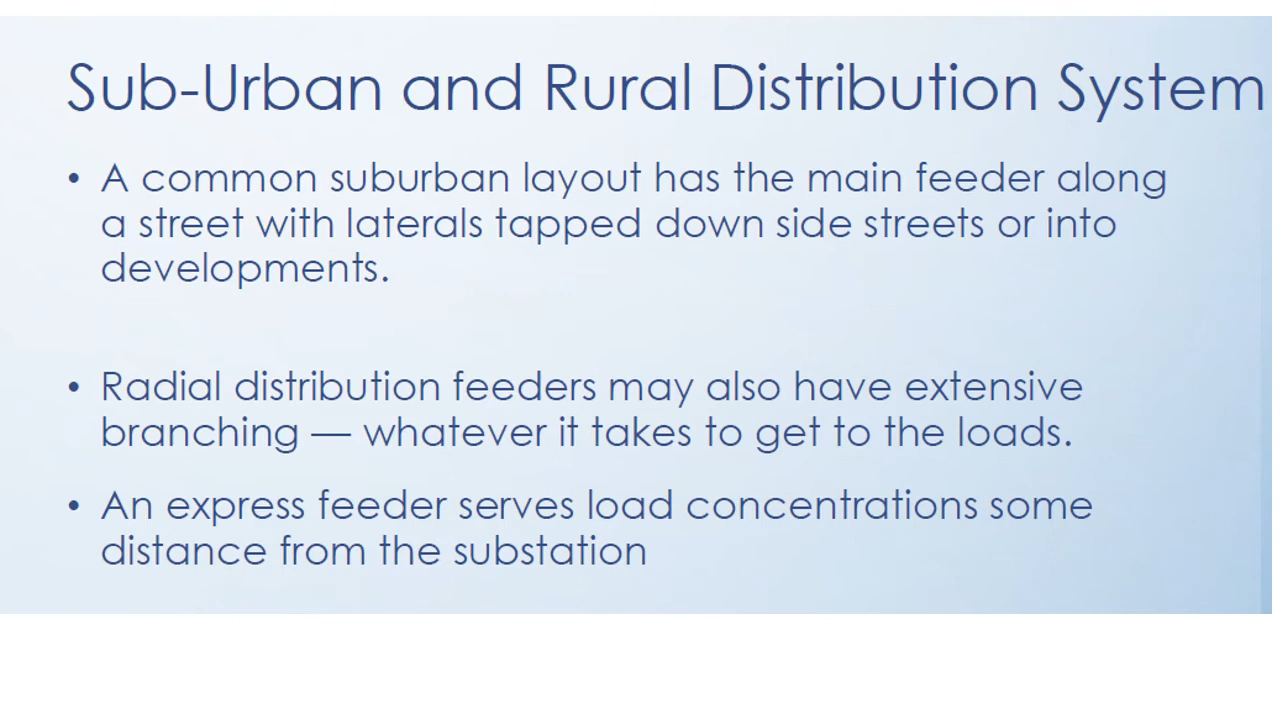 Sub-Urban and Rural Distribution System
• A common suburban layout has the main feeder along
a street with laterals tapped down side streets or into
developments.
• Radial distribution feeders may also have extensive
branching — whatever it takes to get to the loads.
• An express feeder serves load concentrations some
distance from the substation